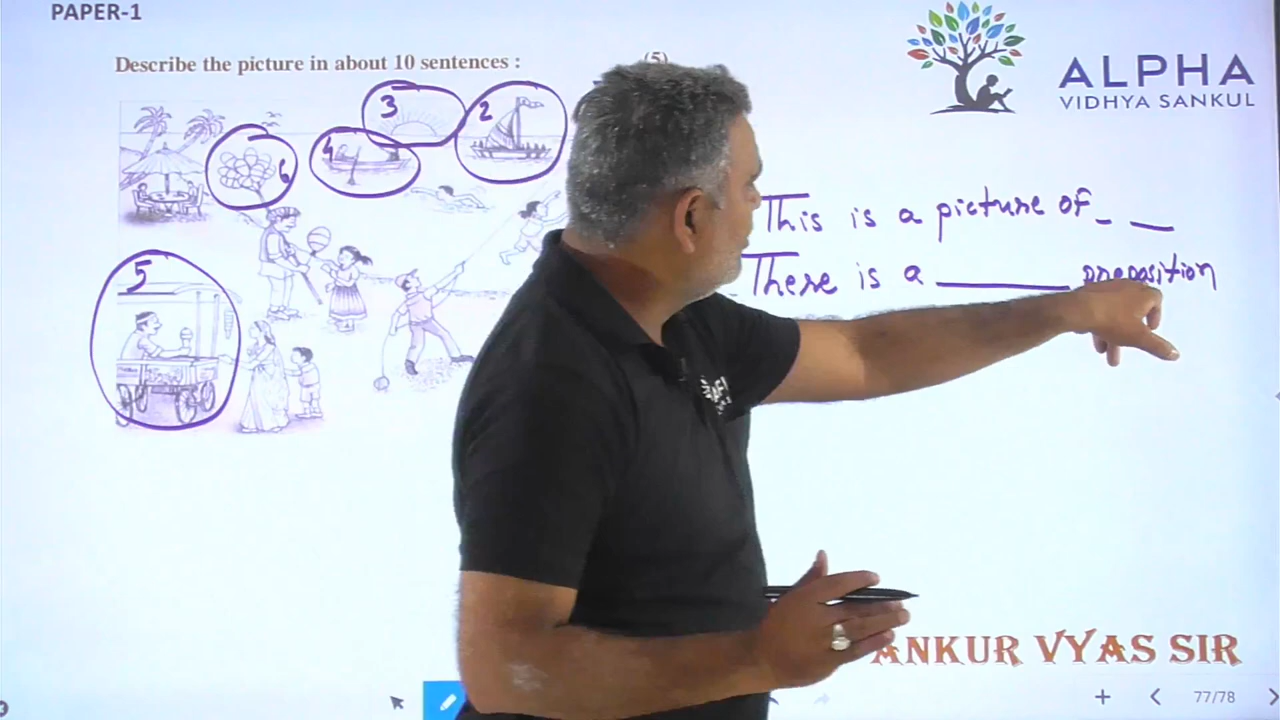 PAPER-1
Describe the picture in about 10 sentences :
(5)
ALPHA
VIDHYA SANKUL
3
2
4
6
5
This is a picture of _ _
There is a ____ preposition
ANKUR VYAS SIR
77/78